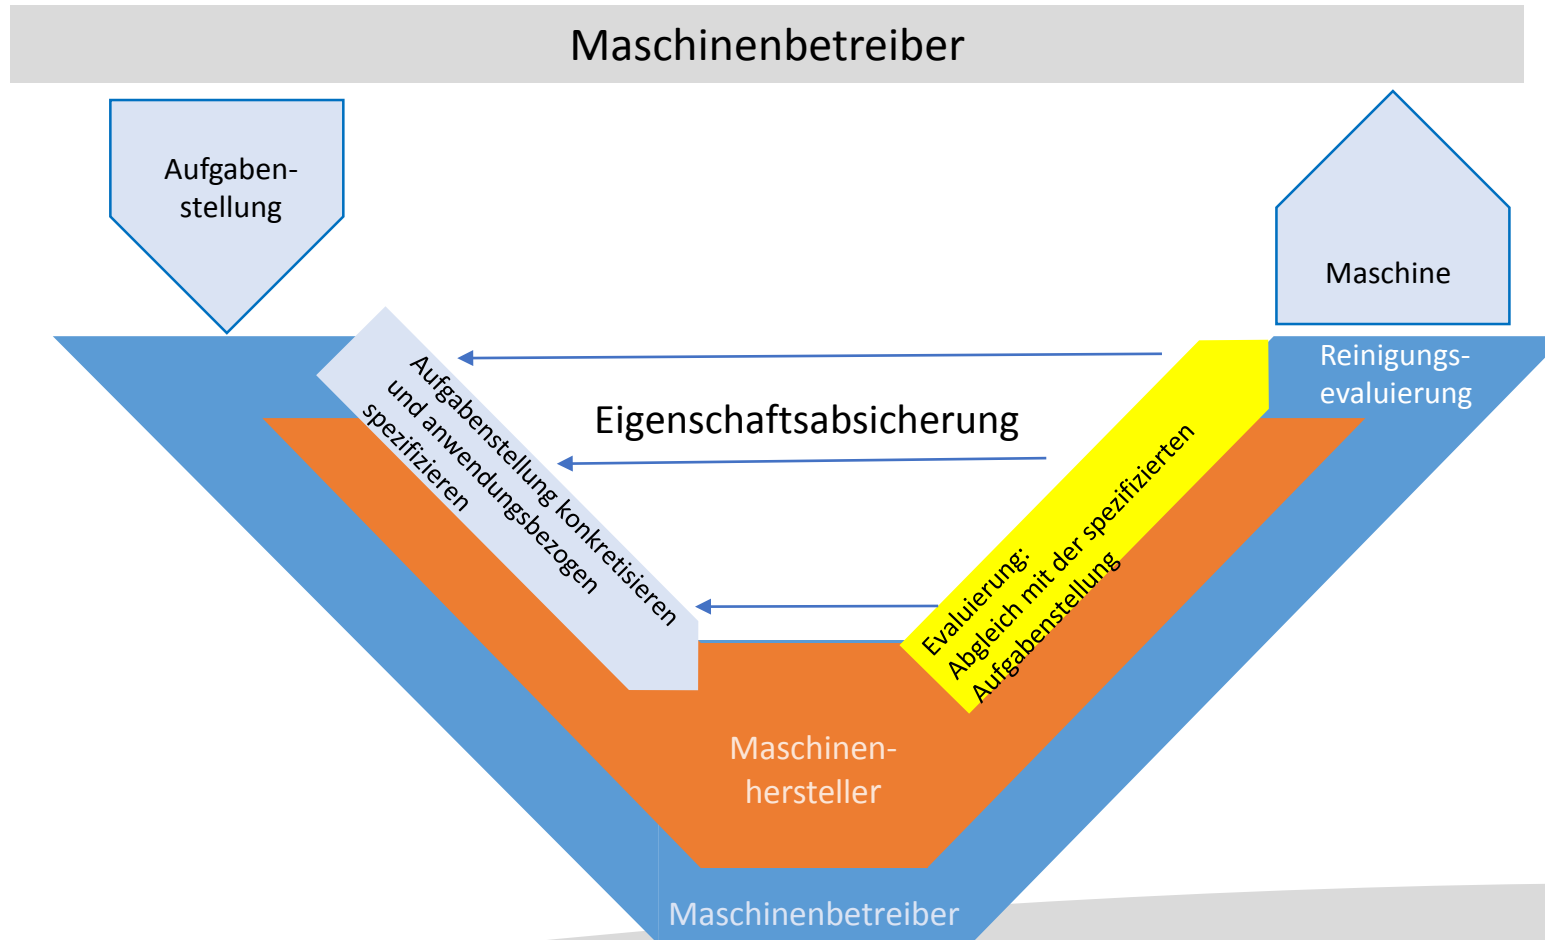 Maschinenbetreiber
Aufgaben-
stellung
Maschine
Reinigungs-
evaluierung
Aufgabenstellung konkretisieren
und anwendungsbezogen
spezifizieren
Eigenschaftsabsicherung
Evaluierung:
Abgleich mit der spezifizierten
Aufgabenstellung
Maschinen-
hersteller
Maschinenbetreiber